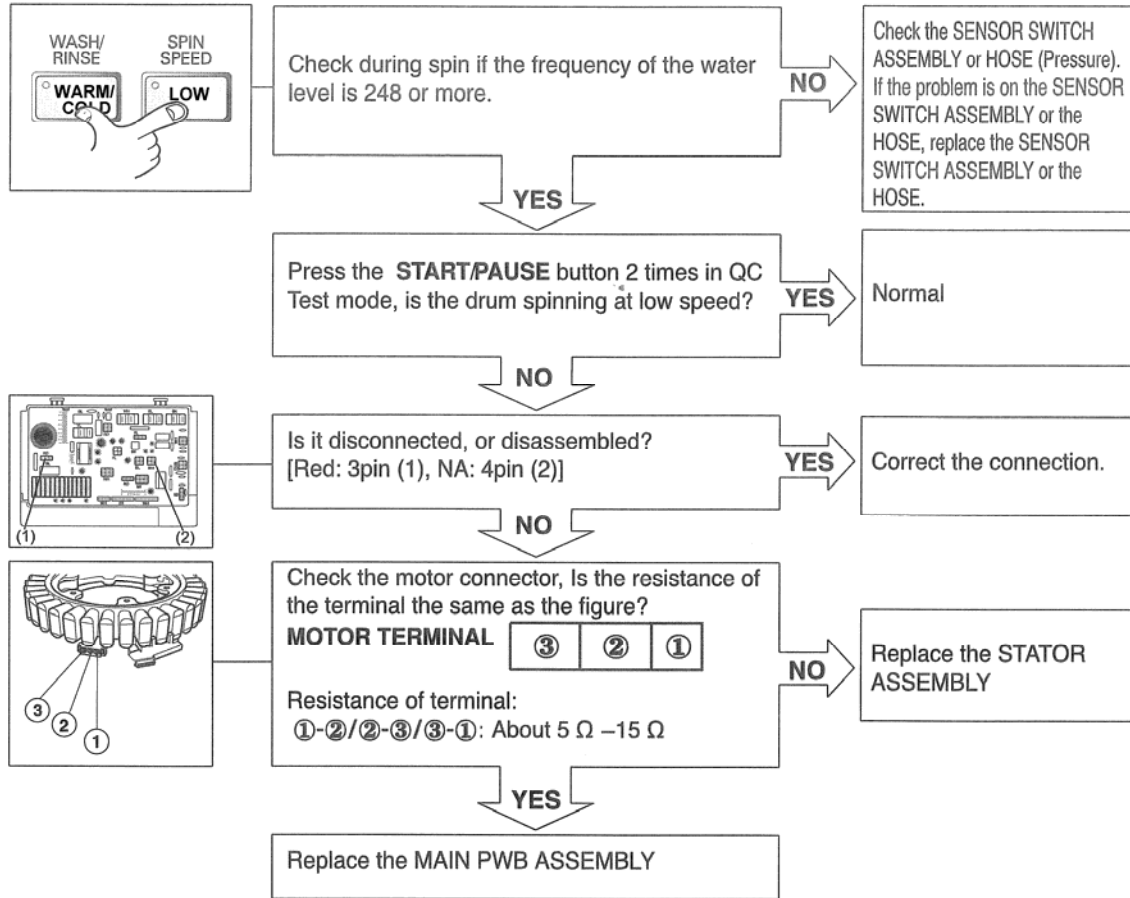 WASH/
RINSE
SPIN
SPEED
WARM/
COLD
LOW
Check during spin if the frequency of the water
level is 248 or more.
NO
Check the SENSOR SWITCH
ASSEMBLY or HOSE (Pressure).
If the problem is on the SENSOR
SWITCH ASSEMBLY or the
HOSE, replace the SENSOR
SWITCH ASSEMBLY or the
HOSE.
YES
Press the START/PAUSE button 2 times in QC
Test mode, is the drum spinning at low speed?
YES
Normal
NO
(1)
(2)
Is it disconnected, or disassembled?
[Red: 3pin (1), NA: 4pin (2)]
YES
Correct the connection.
NO
③
②
①
Check the motor connector, Is the resistance of
the terminal the same as the figure?
MOTOR TERMINAL
③ ② ①
Resistance of terminal:
①-②/②-③/③-①: About 5 Ω –15 Ω
NO
Replace the STATOR
ASSEMBLY
YES
Replace the MAIN PWB ASSEMBLY